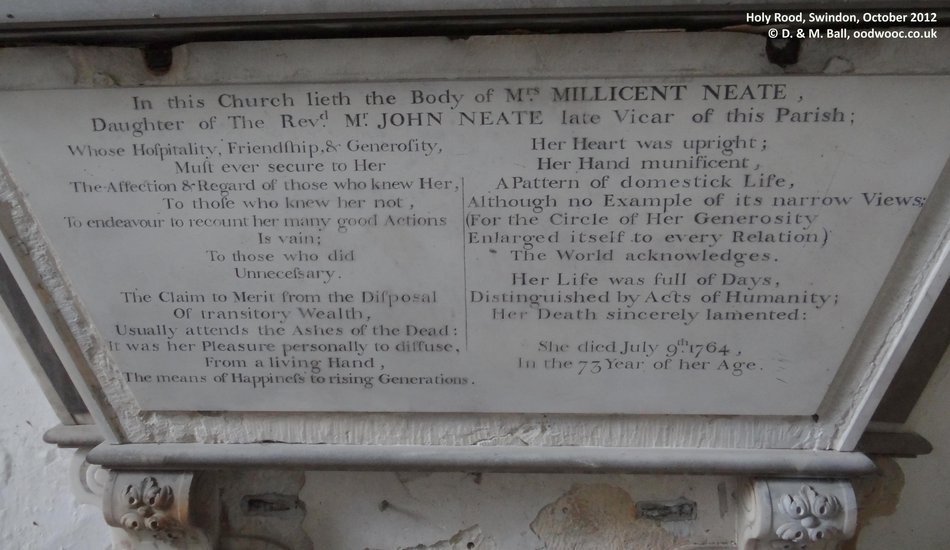 Holy Rood, Swindon, October 2012
© D. & M. Ball, oodwooc.co.uk
In this Church lieth the Body of Mrs. MILLICENT NEATE,
Daughter of The Revd. Mr. JOHN NEATE late Vicar of this Parish;
Whose Hoſpitality, Friendſhip, & Generoſity,
Muſt ever secure to Her
The Affection & Regard of those who knew Her,
To thoſe who knew her not,
To endeavour to recount her many good Actions
Is vain;
To those who did
Unneceſsary.
The Claim to Merit from the Diſposal
Of transitory Wealth,
Usually attends the Ashes of the Dead:
It was her Pleasure personally to diffuse,
From a living Hand,
The means of Happineſs to rising Generations.
Her Heart was upright;
Her Hand munificent,
A Pattern of domestick Life,
Although no Example of its narrow Views;
(For the Circle of Her Generosity
Enlarged itself to every Relation)
The World acknowledges.
Her Life was full of Days,
Distinguished by Acts of Humanity;
Her Death sincerely lamented:
She died July 9th. 1764,
In the 73 Year of her Age.